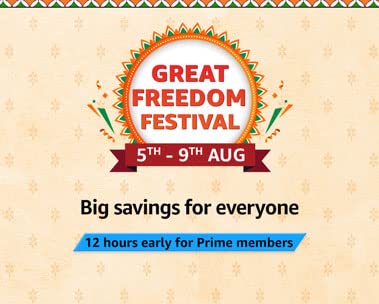 GREAT
FREEDOM
FESTIVAL
5TH - 9TH AUG
Big savings for everyone
12 hours early for Prime members